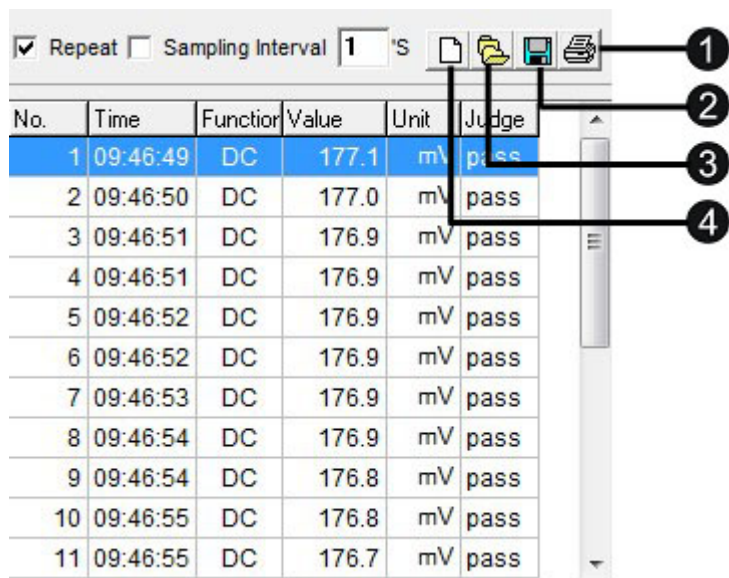 Repeat Sampling Interval 1 'S
1
2
3
4
No. Time Function Value Unit Judge
1 09:46:49 DC 177.1 mV pass
2 09:46:50 DC 177.0 mV pass
3 09:46:51 DC 176.9 mV pass
4 09:46:51 DC 176.9 mV pass
5 09:46:52 DC 176.9 mV pass
6 09:46:52 DC 176.9 mV pass
7 09:46:53 DC 176.9 mV pass
8 09:46:54 DC 176.9 mV pass
9 09:46:54 DC 176.8 mV pass
10 09:46:55 DC 176.8 mV pass
11 09:46:55 DC 176.7 mV pass